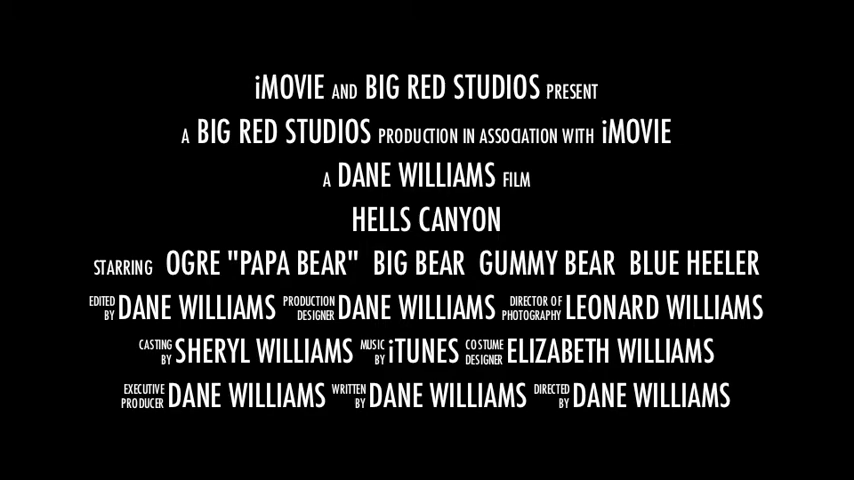 iMOVIE AND BIG RED STUDIOS PRESENT
A BIG RED STUDIOS PRODUCTION IN ASSOCIATION WITH iMOVIE
A DANE WILLIAMS FILM
HELLS CANYON
STARRING OGRE "PAPA BEAR" BIG BEAR GUMMY BEAR BLUE HEELER
EDITED BY DANE WILLIAMS PRODUCTION DESIGNER DANE WILLIAMS DIRECTOR OF PHOTOGRAPHY LEONARD WILLIAMS
CASTING BY SHERYL WILLIAMS MUSIC BY iTUNES COSTUME DESIGNER ELIZABETH WILLIAMS
EXECUTIVE PRODUCER DANE WILLIAMS WRITTEN BY DANE WILLIAMS DIRECTED BY DANE WILLIAMS